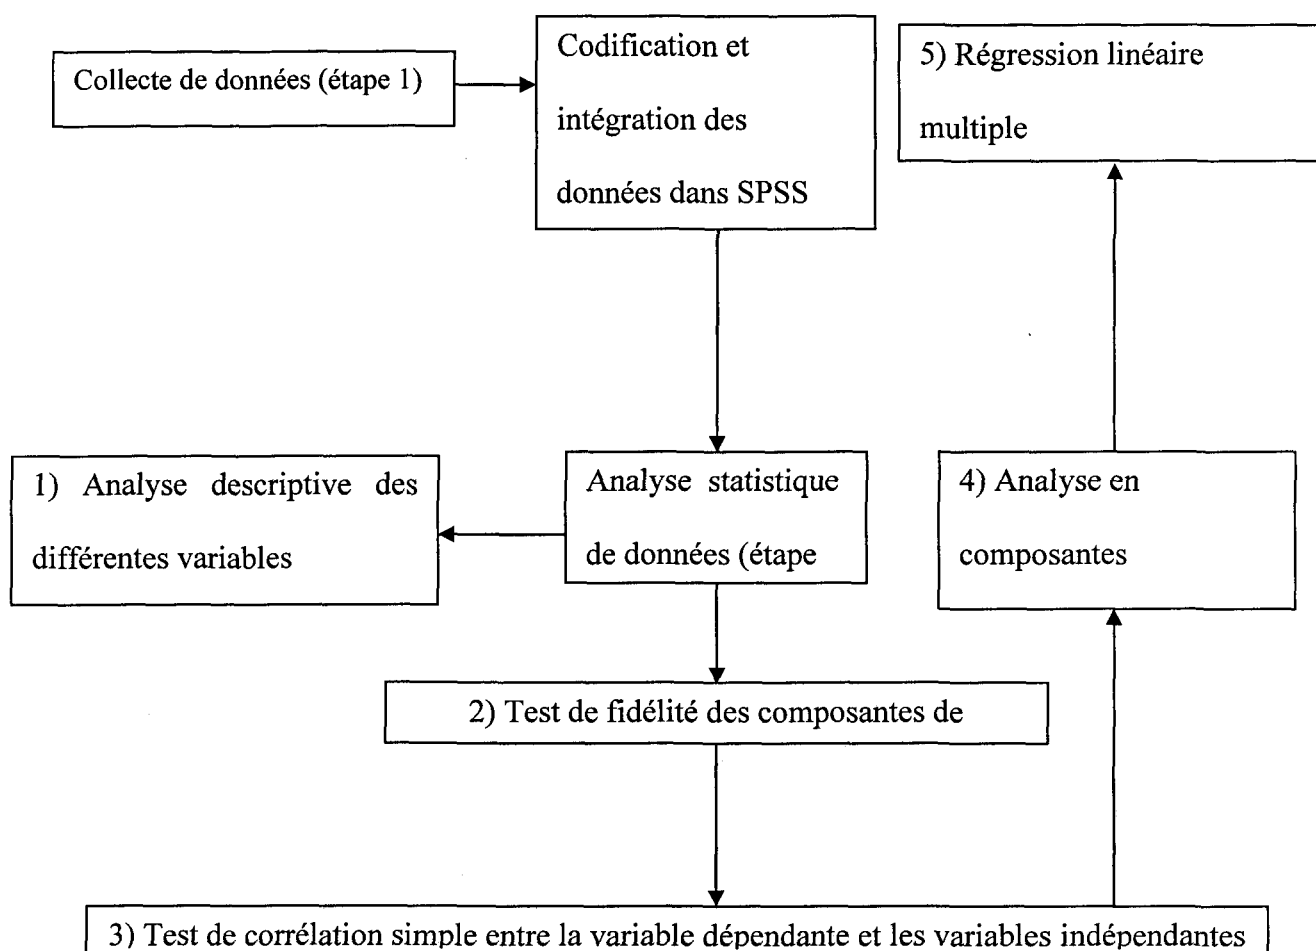 Collecte de données (étape 1)
Codification et
intégration des
données dans SPSS
5) Régression linéaire
multiple
1) Analyse descriptive des
différentes variables
Analyse statistique
de données (étape
4) Analyse en
composantes
2) Test de fidélité des composantes de
3) Test de corrélation simple entre la variable dépendante et les variables indépendantes